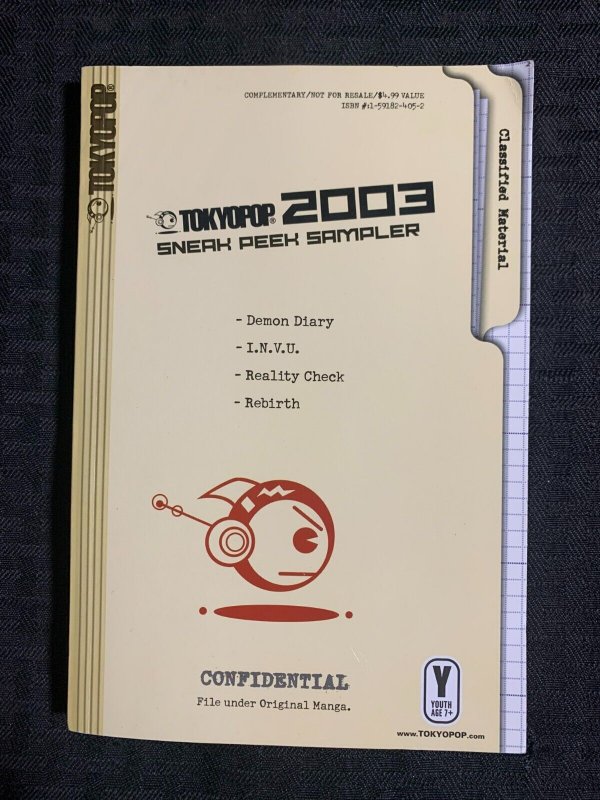 TOKYOPOP®
COMPLEMENTARY/NOT FOR RESALE/$4.99 VALUE
ISBN #:1-59182-405-2
Classified Material
TOKYOPOP® 2003
SNEAK PEEK SAMPLER
- Demon Diary
- I.N.V.U.
- Reality Check
- Rebirth
CONFIDENTIAL
File under Original Manga.
Y
YOUTH
AGE 7+
www.TOKYOPOP.com